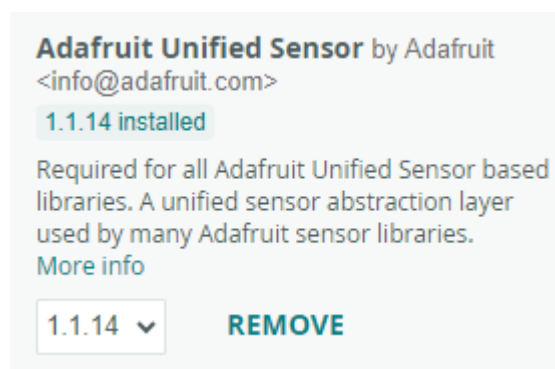 Adafruit Unified Sensor by Adafruit
<info@adafruit.com>
1.1.14 installed
Required for all Adafruit Unified Sensor based
libraries. A unified sensor abstraction layer
used by many Adafruit sensor libraries.
More info
1.1.14 REMOVE